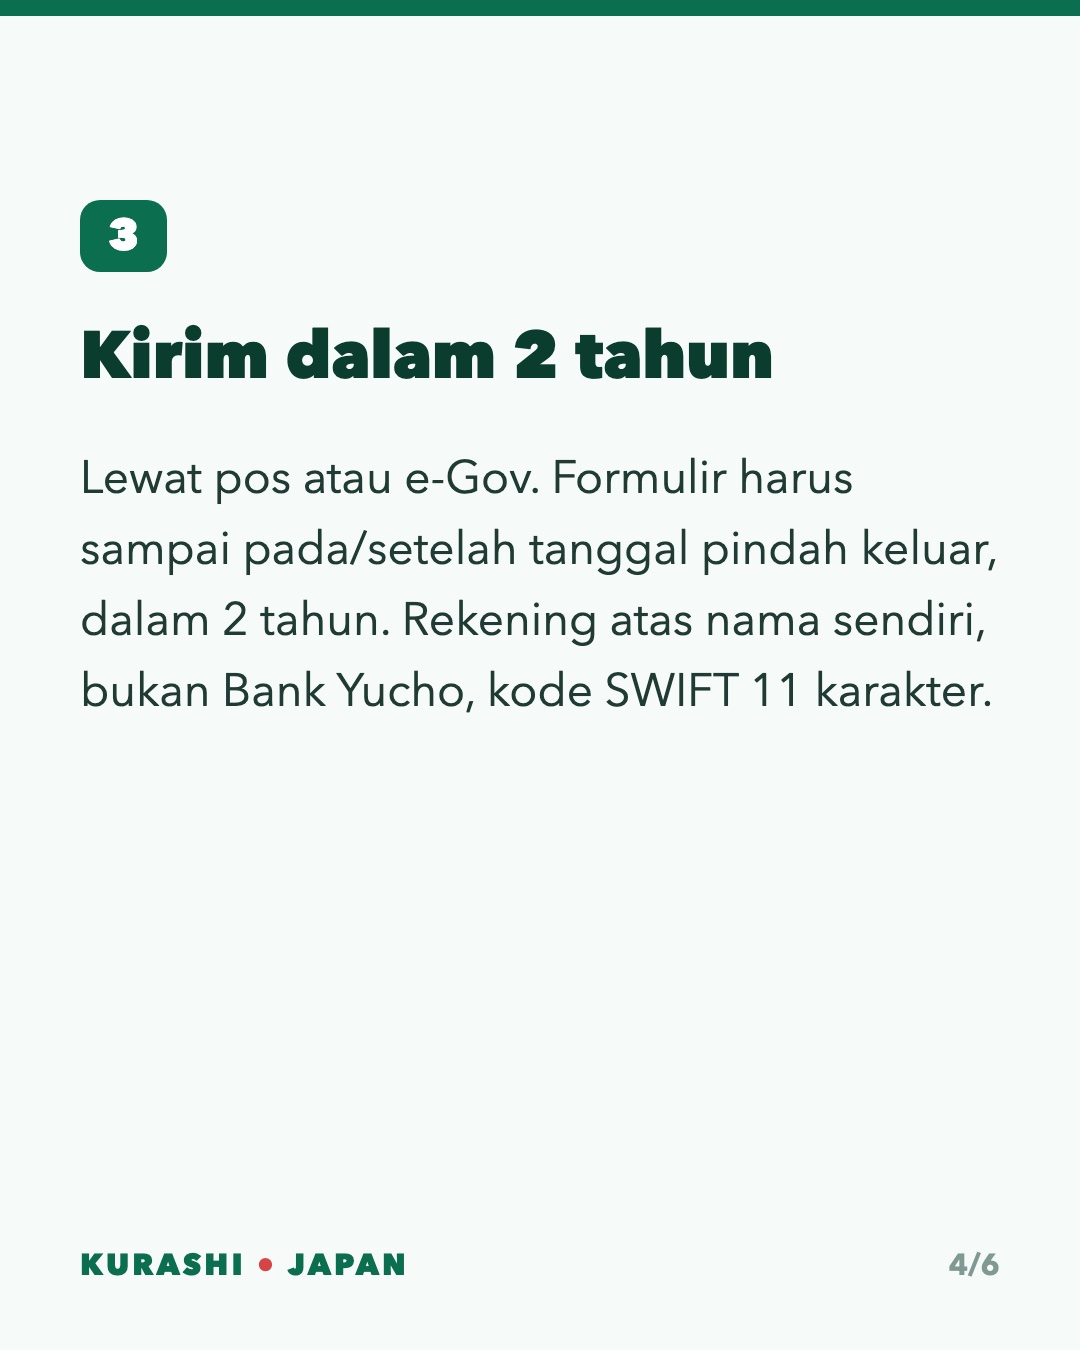 3
Kirim dalam 2 tahun
Lewat pos atau e-Gov. Formulir harus
sampai pada/setelah tanggal pindah keluar,
dalam 2 tahun. Rekening atas nama sendiri,
bukan Bank Yucho, kode SWIFT 11 karakter.
KURASHI • JAPAN
4/6